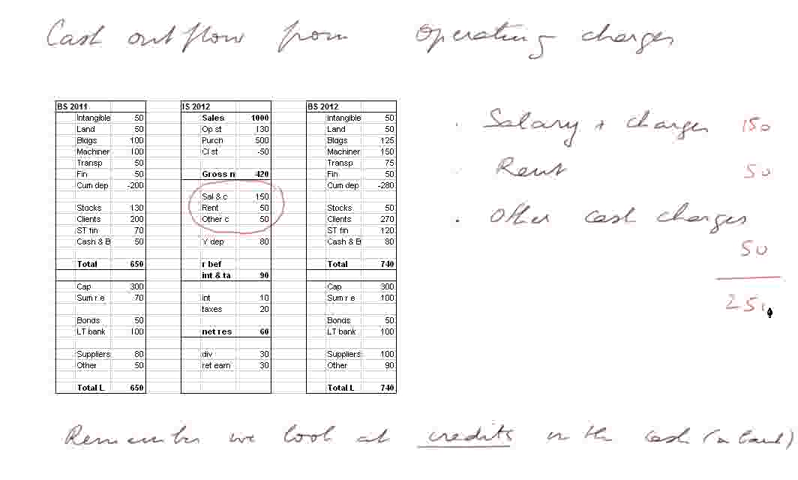 Cash outflow from operating charges
BS 2011 IS 2012 BS 2012
Intangible 50 Sales 1000 Intangible 50
Land 50 Op st 130 Land 50
Bldgs 100 Purch 500 Bldgs 125
Machiner 100 Cl st -50 Machiner 150
Transp 50 Transp 75
Fin 50 Gross n 420 Fin 50
Cum dep -200 Cum dep -280
Sal & c 150
Stocks 130 Rent 50 Stocks 50
Clients 200 Other c 50 Clients 270
ST fin 70 ST fin 120
Cash & B 50 Y dep 80 Cash & B 80
Total 650 r bef Total 740
int & ta 90
Cap 300 Cap 300
Sum r e 70 int 10 Sum r e 100
taxes 20
Bonds 50 Bonds 50
LT bank 100 net res 60 LT bank 100
Suppliers 80 div 30 Suppliers 100
Other 50 ret earn 30 Other 90
Total L 650 Total L 740
. Salary + charges 150
. Rent 50
. Other cash charges
50
250
Remember we look at credits in the cash (in bank)